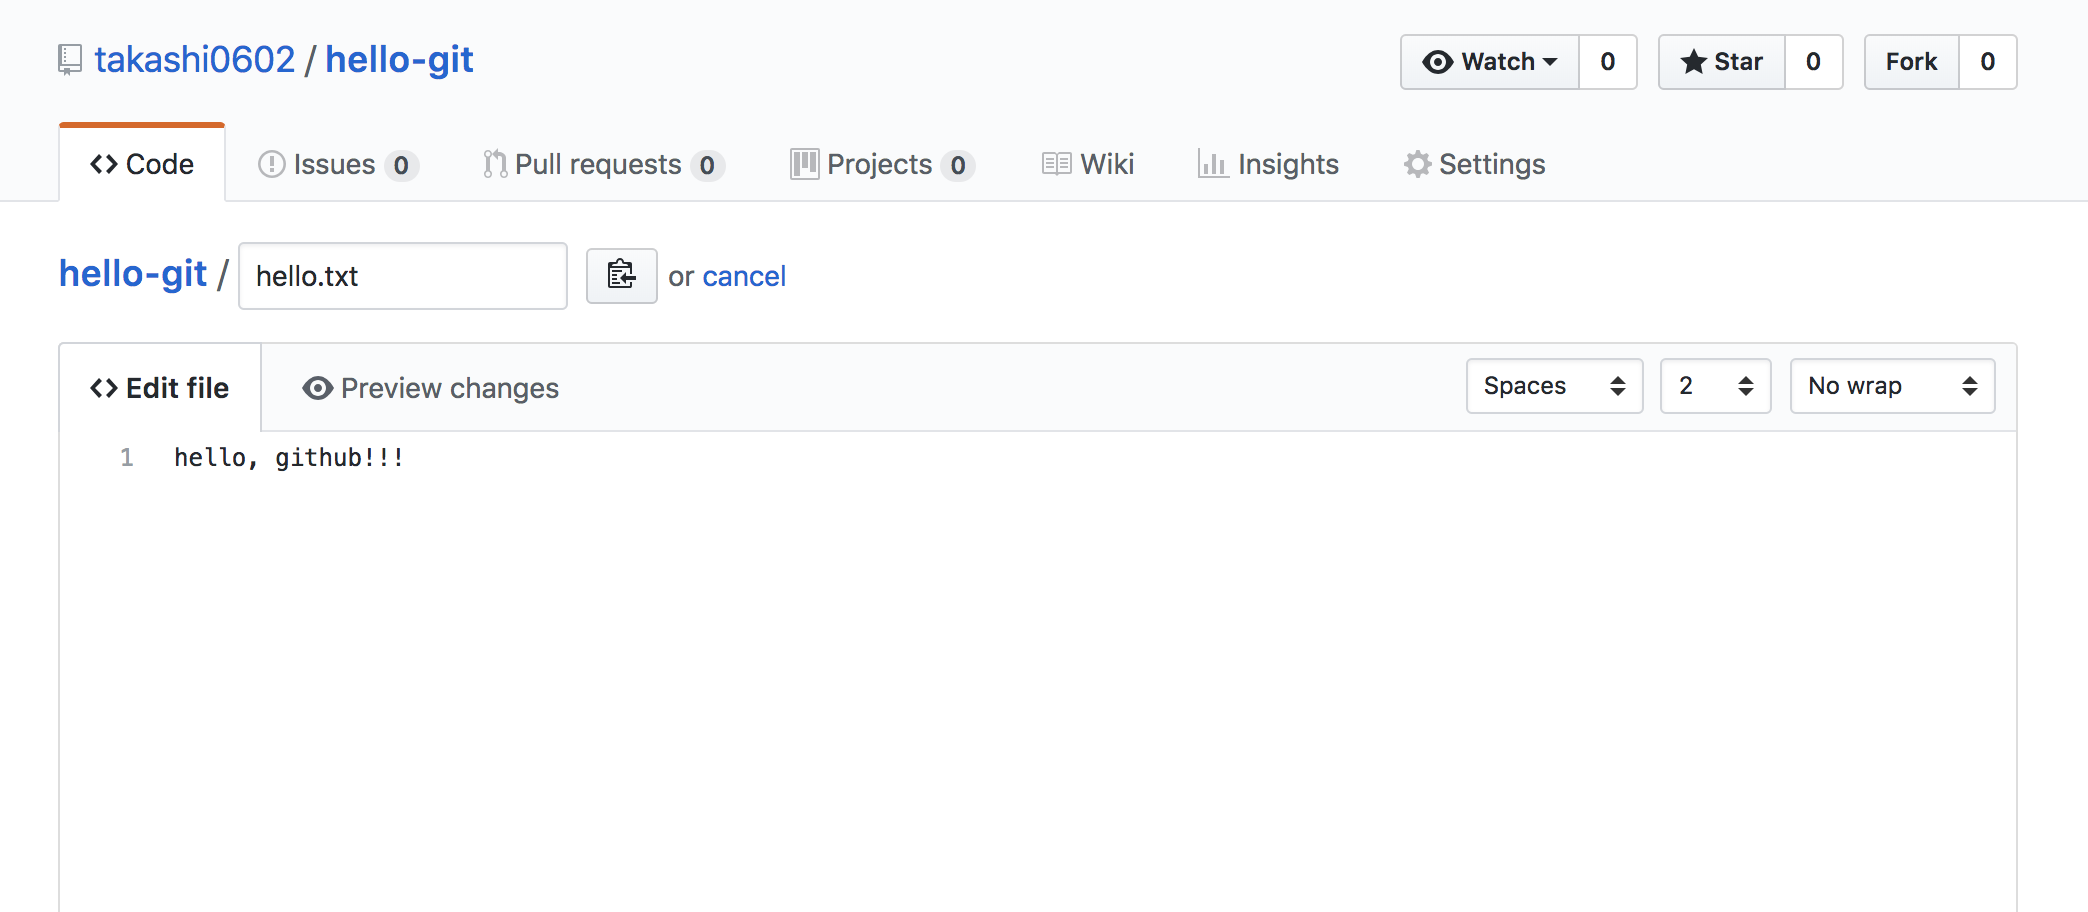 takashi0602 / hello-git
Watch 0
Star 0
Fork 0
Code
Issues 0
Pull requests 0
Projects 0
Wiki
Insights
Settings
hello-git / hello.txt or cancel
Edit file
Preview changes
Spaces
2
No wrap
1 hello, github!!!